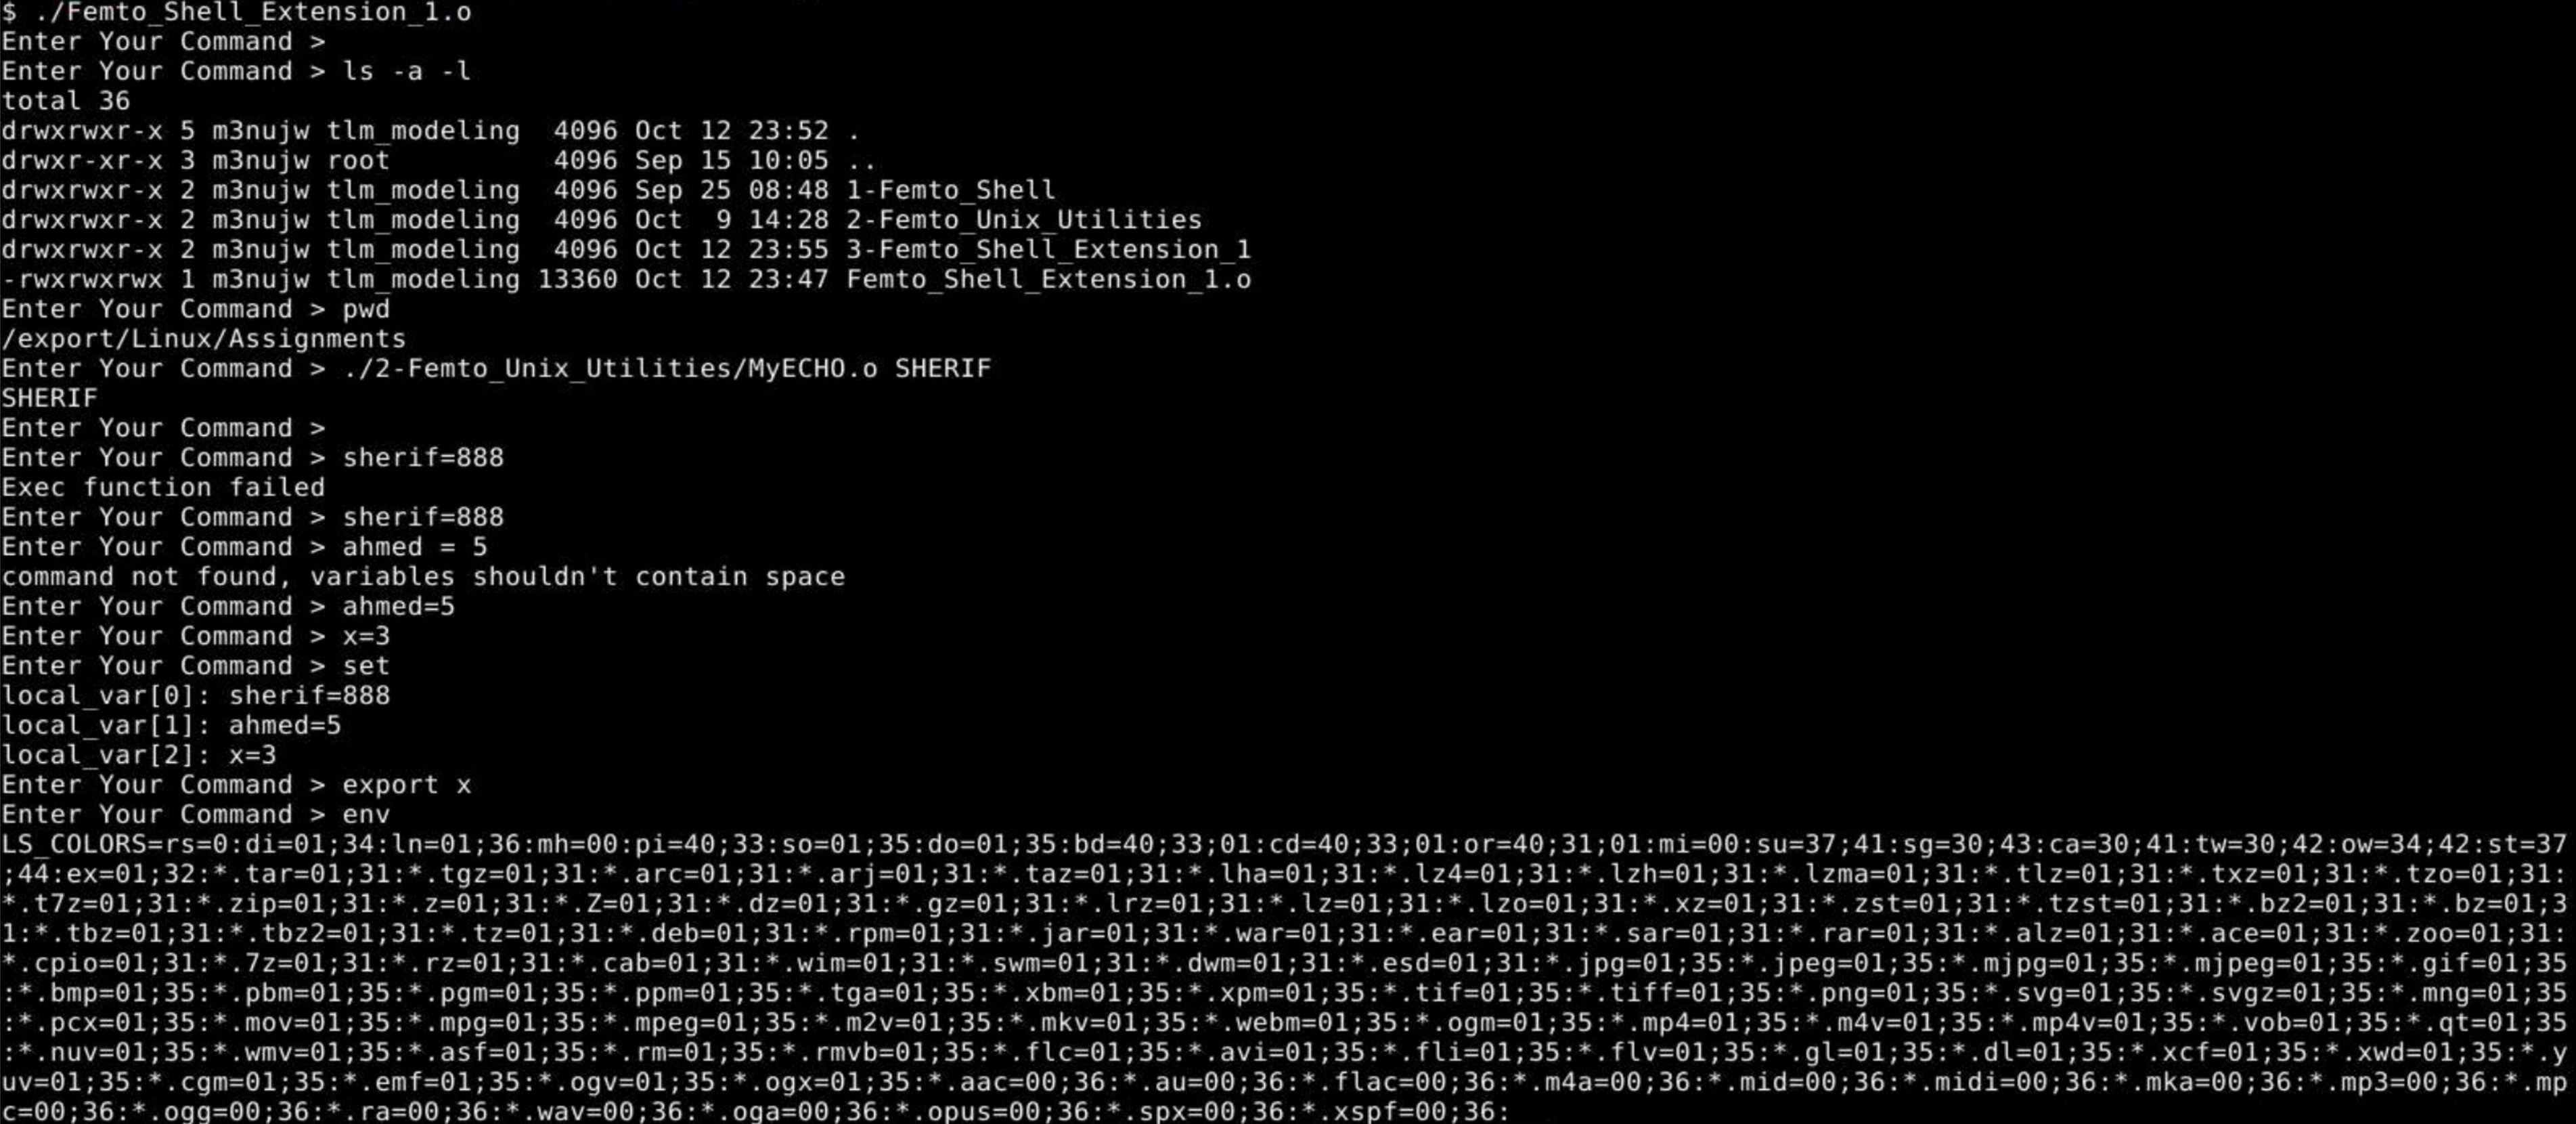 $ ./Femto_Shell_Extension_1.o
Enter Your Command >
Enter Your Command > ls -a -l
total 36
drwxrwxr-x 5 m3nujw tlm_modeling  4096 Oct 12 23:52 .
drwxr-xr-x 3 m3nujw root          4096 Sep 15 10:05 ..
drwxrwxr-x 2 m3nujw tlm_modeling  4096 Sep 25 08:48 1-Femto_Shell
drwxrwxr-x 2 m3nujw tlm_modeling  4096 Oct  9 14:28 2-Femto_Unix_Utilities
drwxrwxr-x 2 m3nujw tlm_modeling  4096 Oct 12 23:55 3-Femto_Shell_Extension_1
-rwxrwxrwx 1 m3nujw tlm_modeling 13360 Oct 12 23:47 Femto_Shell_Extension_1.o
Enter Your Command > pwd
/export/Linux/Assignments
Enter Your Command > ./2-Femto_Unix_Utilities/MyECHO.o SHERIF
SHERIF
Enter Your Command >
Enter Your Command > sherif=888
Exec function failed
Enter Your Command > sherif=888
Enter Your Command > ahmed = 5
command not found, variables shouldn't contain space
Enter Your Command > ahmed=5
Enter Your Command > x=3
Enter Your Command > set
local_var[0]: sherif=888
local_var[1]: ahmed=5
local_var[2]: x=3
Enter Your Command > export x
Enter Your Command > env
LS_COLORS=rs=0:di=01;34:ln=01;36:mh=00:pi=40;33:so=01;35:do=01;35:bd=40;33;01:cd=40;33;01:or=40;31;01:mi=00:su=37;41:sg=30;43:ca=30;41:tw=30;42:ow=34;42:st=37
;44:ex=01;32:*.tar=01;31:*.tgz=01;31:*.arc=01;31:*.arj=01;31:*.taz=01;31:*.lha=01;31:*.lz4=01;31:*.lzh=01;31:*.lzma=01;31:*.tlz=01;31:*.txz=01;31:*.tzo=01;31:
*.t7z=01;31:*.zip=01;31:*.z=01;31:*.Z=01;31:*.dz=01;31:*.gz=01;31:*.lrz=01;31:*.lz=01;31:*.lzo=01;31:*.xz=01;31:*.zst=01;31:*.tzst=01;31:*.bz2=01;31:*.bz=01;3
1:*.tbz=01;31:*.tbz2=01;31:*.tz=01;31:*.deb=01;31:*.rpm=01;31:*.jar=01;31:*.war=01;31:*.ear=01;31:*.sar=01;31:*.rar=01;31:*.alz=01;31:*.ace=01;31:*.zoo=01;31:
*.cpio=01;31:*.7z=01;31:*.rz=01;31:*.cab=01;31:*.wim=01;31:*.swm=01;31:*.dwm=01;31:*.esd=01;31:*.jpg=01;35:*.jpeg=01;35:*.mjpg=01;35:*.mjpeg=01;35:*.gif=01;35
:*.bmp=01;35:*.pbm=01;35:*.pgm=01;35:*.ppm=01;35:*.tga=01;35:*.xbm=01;35:*.xpm=01;35:*.tif=01;35:*.tiff=01;35:*.png=01;35:*.svg=01;35:*.svgz=01;35:*.mng=01;35
:*.pcx=01;35:*.mov=01;35:*.mpg=01;35:*.mpeg=01;35:*.m2v=01;35:*.mkv=01;35:*.webm=01;35:*.ogm=01;35:*.mp4=01;35:*.m4v=01;35:*.mp4v=01;35:*.vob=01;35:*.qt=01;35
:*.nuv=01;35:*.wmv=01;35:*.asf=01;35:*.rm=01;35:*.rmvb=01;35:*.flc=01;35:*.avi=01;35:*.fli=01;35:*.flv=01;35:*.gl=01;35:*.dl=01;35:*.xcf=01;35:*.xwd=01;35:*.y
uv=01;35:*.cgm=01;35:*.emf=01;35:*.ogv=01;35:*.ogx=01;35:*.aac=00;36:*.au=00;36:*.flac=00;36:*.m4a=00;36:*.mid=00;36:*.midi=00;36:*.mka=00;36:*.mp3=00;36:*.mp
c=00;36:*.ogg=00;36:*.ra=00;36:*.wav=00;36:*.oga=00;36:*.opus=00;36:*.spx=00;36:*.xspf=00;36: